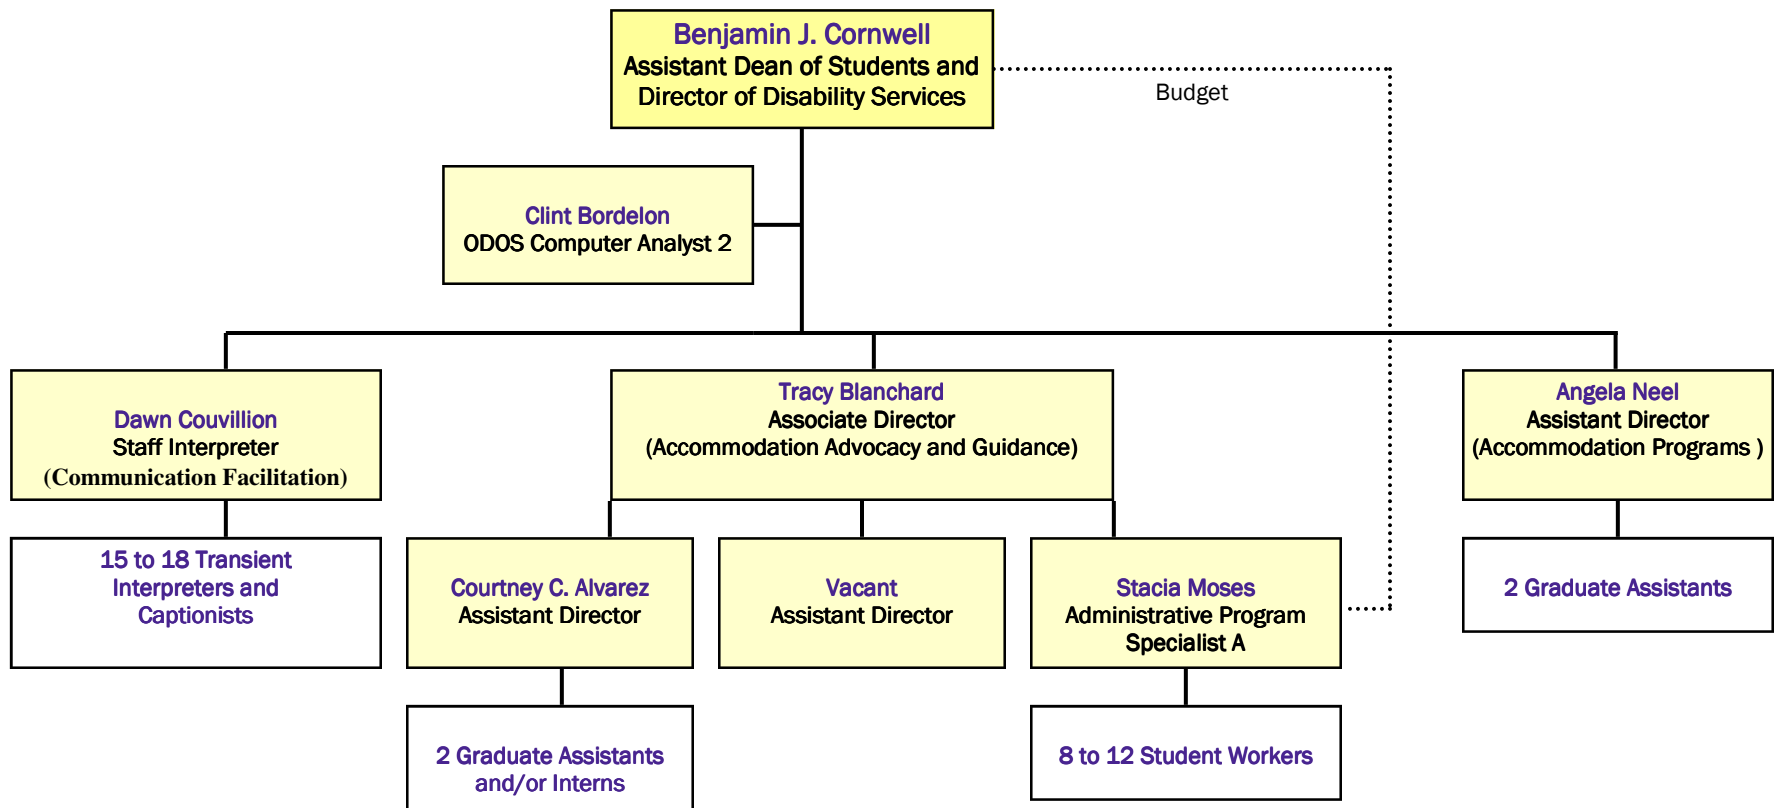 Benjamin J. Cornwell
Assistant Dean of Students and
Director of Disability Services
Budget
Clint Bordelon
ODOS Computer Analyst 2
Dawn Couvillion
Staff Interpreter
(Communication Facilitation)
Tracy Blanchard
Associate Director
(Accommodation Advocacy and Guidance)
Angela Neel
Assistant Director
(Accommodation Programs )
15 to 18 Transient
Interpreters and
Captionists
Courtney C. Alvarez
Assistant Director
Vacant
Assistant Director
Stacia Moses
Administrative Program
Specialist A
2 Graduate Assistants
2 Graduate Assistants
and/or Interns
8 to 12 Student Workers